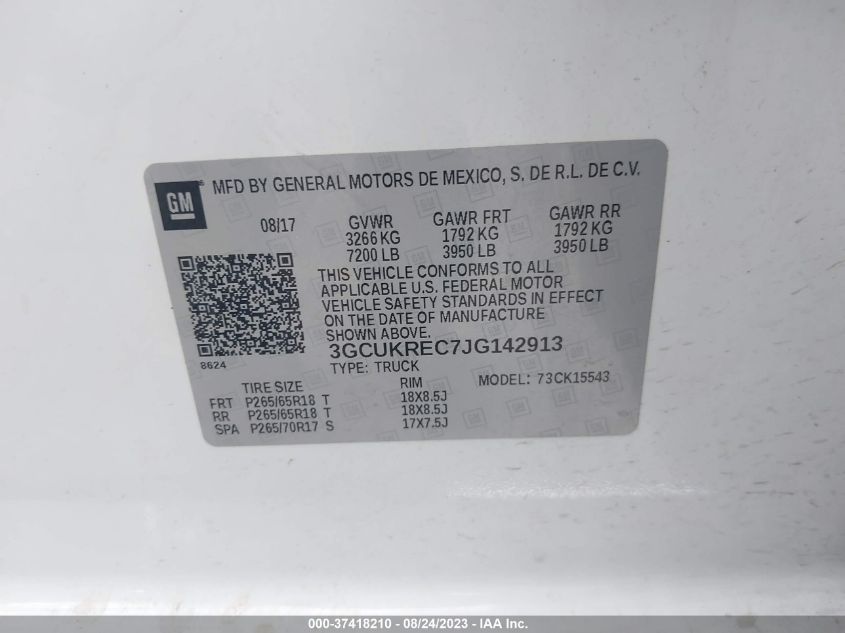 GM
MFD BY GENERAL MOTORS DE MEXICO, S. DE R.L. DE C.V.
08/17 GVWR GAWR FRT GAWR RR
3266 KG 1792 KG 1792 KG
7200 LB 3950 LB 3950 LB
THIS VEHICLE CONFORMS TO ALL
APPLICABLE U.S. FEDERAL MOTOR
VEHICLE SAFETY STANDARDS IN EFFECT
ON THE DATE OF MANUFACTURE
SHOWN ABOVE.
3GCUKREC7JG142913
8624
TYPE: TRUCK
MODEL: 73CK15543
TIRE SIZE RIM
FRT P265/65R18 T 18X8.5J
RR P265/65R18 T 18X8.5J
SPA P265/70R17 S 17X7.5J
000-37418210 - 08/24/2023 - © IAA Inc.